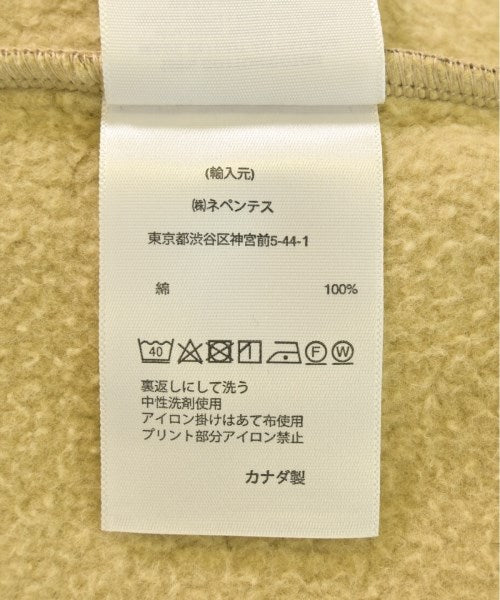 (輸入元)
㈱ネペンテス
東京都渋谷区神宮前5-44-1
綿 100%
40 F W
裏返しにして洗う
中性洗剤使用
アイロン掛けはあて布使用
プリント部分アイロン禁止
カナダ製